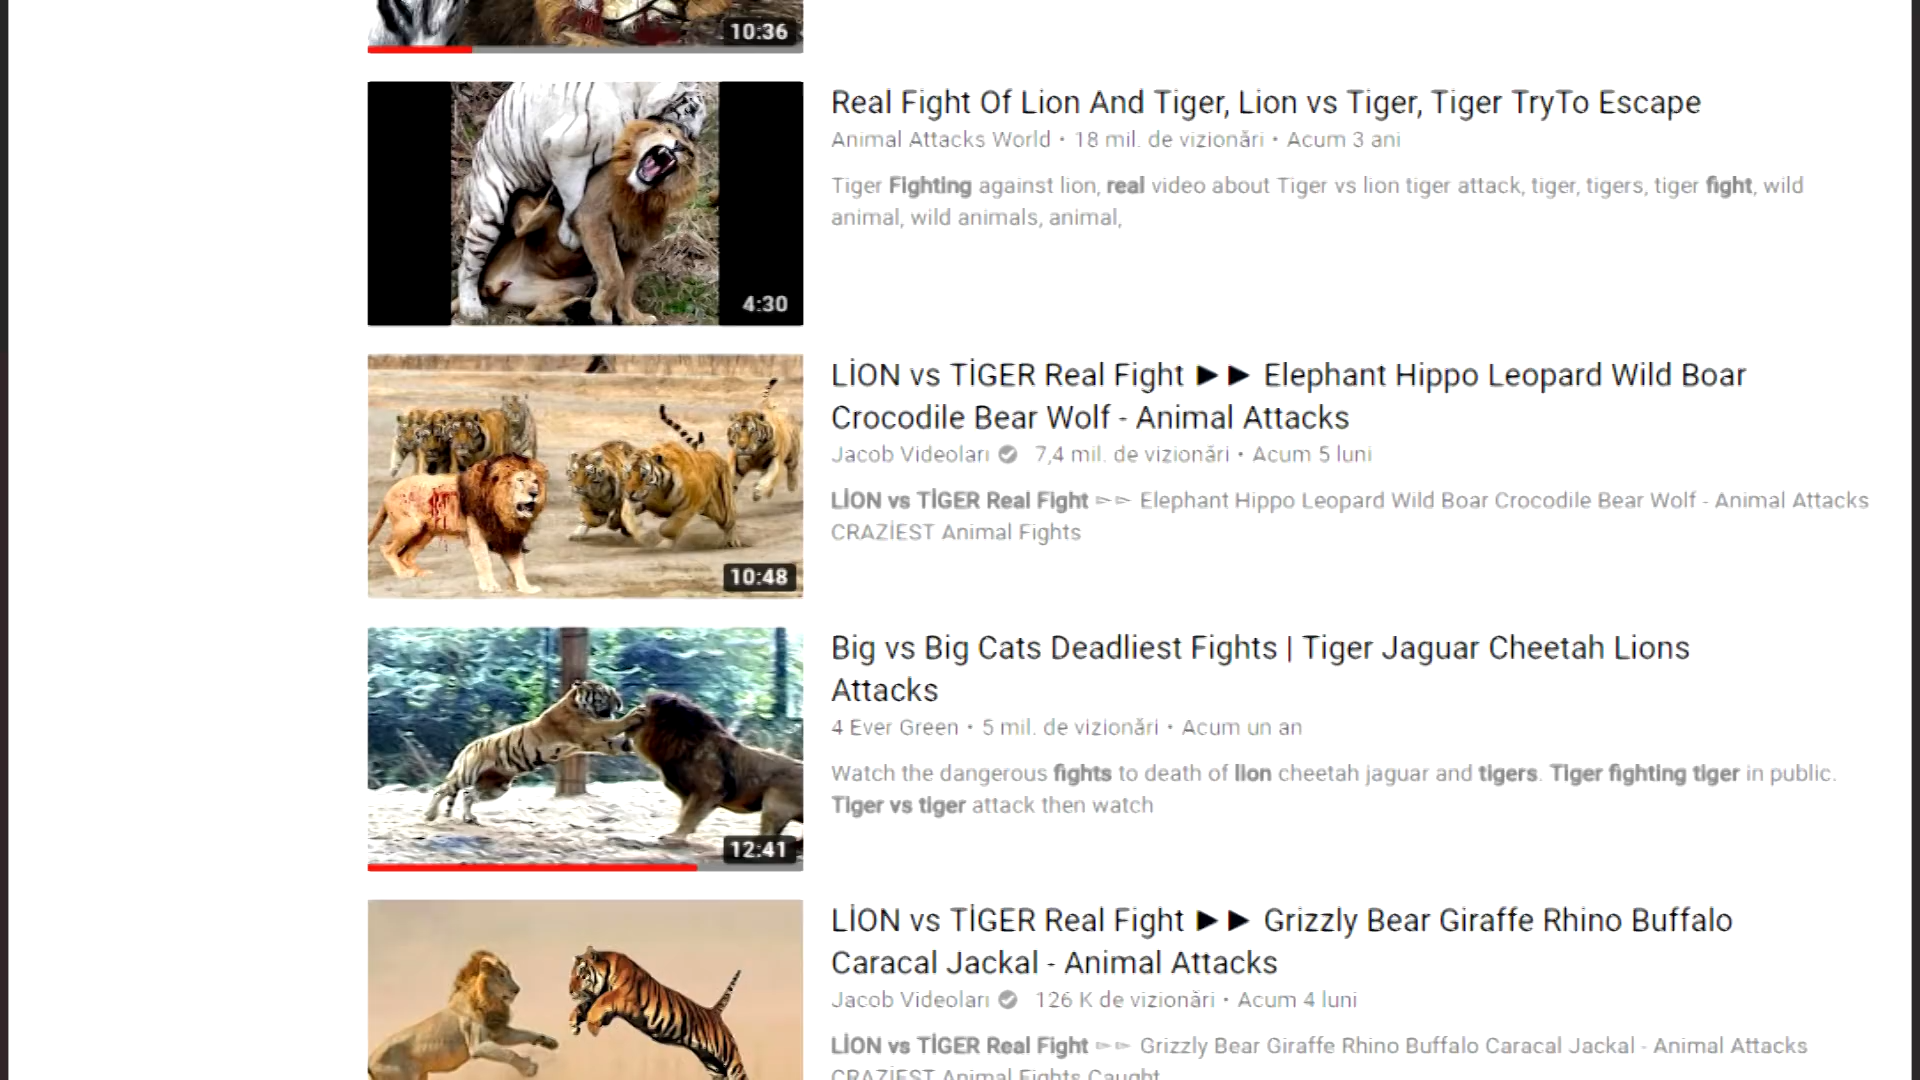 10:36
Real Fight Of Lion And Tiger, Lion vs Tiger, Tiger TryTo Escape
Animal Attacks World • 18 mil. de vizionări • Acum 3 ani
Tiger Fighting against lion, real video about Tiger vs lion tiger attack, tiger, tigers, tiger fight, wild
animal, wild animals, animal,
4:30
LİON vs TİGER Real Fight ►► Elephant Hippo Leopard Wild Boar
Crocodile Bear Wolf - Animal Attacks
Jacob Videoları 7,4 mil. de vizionări • Acum 5 luni
LİON vs TİGER Real Fight ▻▻ Elephant Hippo Leopard Wild Boar Crocodile Bear Wolf - Animal Attacks
CRAZİEST Animal Fights
10:48
Big vs Big Cats Deadliest Fights | Tiger Jaguar Cheetah Lions
Attacks
4 Ever Green • 5 mil. de vizionări • Acum un an
Watch the dangerous fights to death of lion cheetah jaguar and tigers. Tiger fighting tiger in public.
Tiger vs tiger attack then watch
12:41
LİON vs TİGER Real Fight ►► Grizzly Bear Giraffe Rhino Buffalo
Caracal Jackal - Animal Attacks
Jacob Videoları 126 K de vizionări • Acum 4 luni
LİON vs TİGER Real Fight ▻▻ Grizzly Bear Giraffe Rhino Buffalo Caracal Jackal - Animal Attacks
CRAZİEST Animal Fights Caught